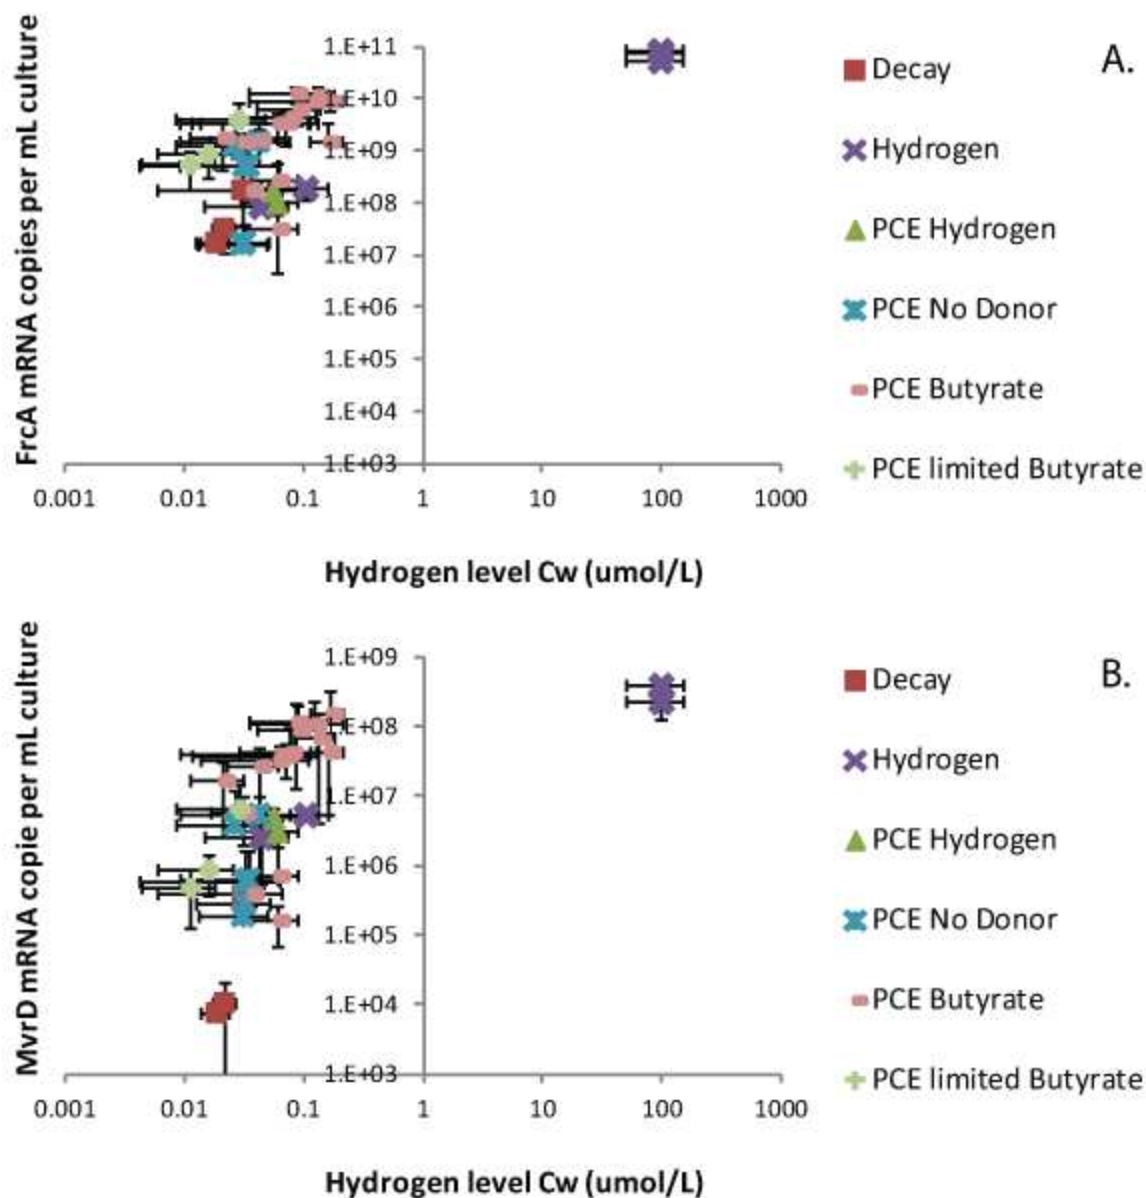 FrcA mRNA copies per mL culture
1.E+11
1.E+10
1.E+09
1.E+08
1.E+07
1.E+06
1.E+05
1.E+04
1.E+03
0.001 0.01 0.1 1 10 100 1000
Hydrogen level Cw (umol/L)
A.
Decay
Hydrogen
PCE Hydrogen
PCE No Donor
PCE Butyrate
PCE limited Butyrate
MvrD mRNA copie per mL culture
1.E+09
1.E+08
1.E+07
1.E+06
1.E+05
1.E+04
1.E+03
0.001 0.01 0.1 1 10 100 1000
Hydrogen level Cw (umol/L)
B.
Decay
Hydrogen
PCE Hydrogen
PCE No Donor
PCE Butyrate
PCE limited Butyrate